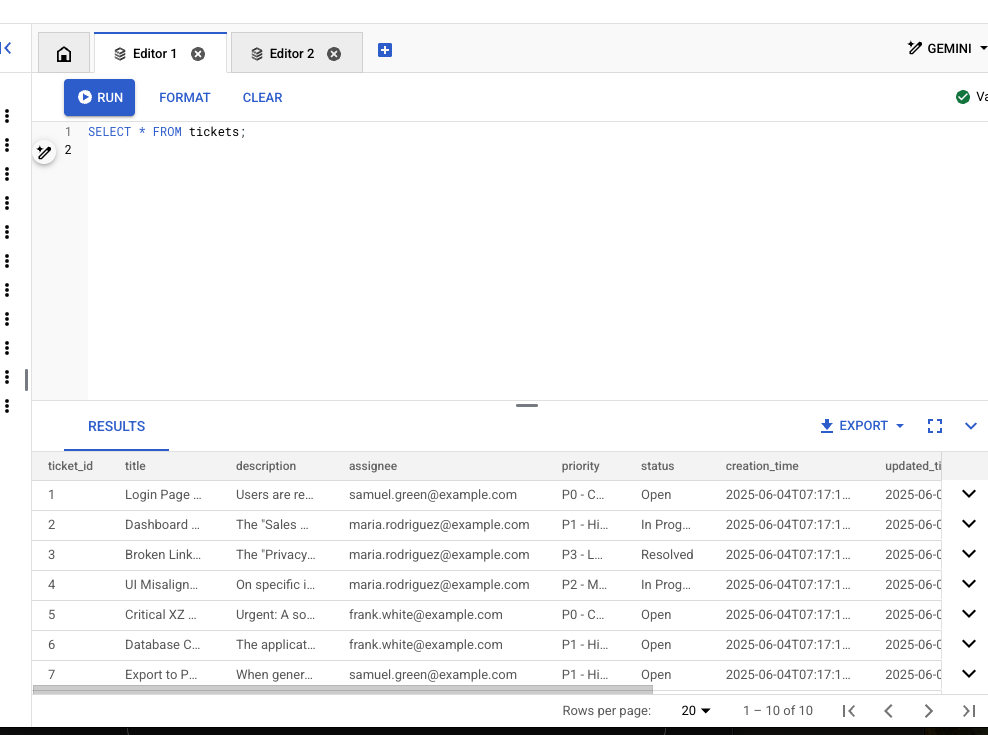 Editor 1
Editor 2
GEMINI
RUN
FORMAT
CLEAR
1 SELECT * FROM tickets;
2
RESULTS
EXPORT
ticket_id title description assignee priority status creation_time updated_ti
1 Login Page ... Users are re... samuel.green@example.com P0 - C... Open 2025-06-04T07:17:1... 2025-06-0
2 Dashboard ... The "Sales ... maria.rodriguez@example.com P1 - Hi... In Prog... 2025-06-04T07:17:1... 2025-06-0
3 Broken Link... The "Privacy... maria.rodriguez@example.com P3 - L... Resolved 2025-06-04T07:17:1... 2025-06-0
4 UI Misalign... On specific i... maria.rodriguez@example.com P2 - M... In Prog... 2025-06-04T07:17:1... 2025-06-0
5 Critical XZ ... Urgent: A so... frank.white@example.com P0 - C... Open 2025-06-04T07:17:1... 2025-06-0
6 Database C... The applicat... frank.white@example.com P1 - Hi... Open 2025-06-04T07:17:1... 2025-06-0
7 Export to P... When gener... samuel.green@example.com P1 - Hi... Open 2025-06-04T07:17:1... 2025-06-0
Rows per page: 20 1 – 10 of 10